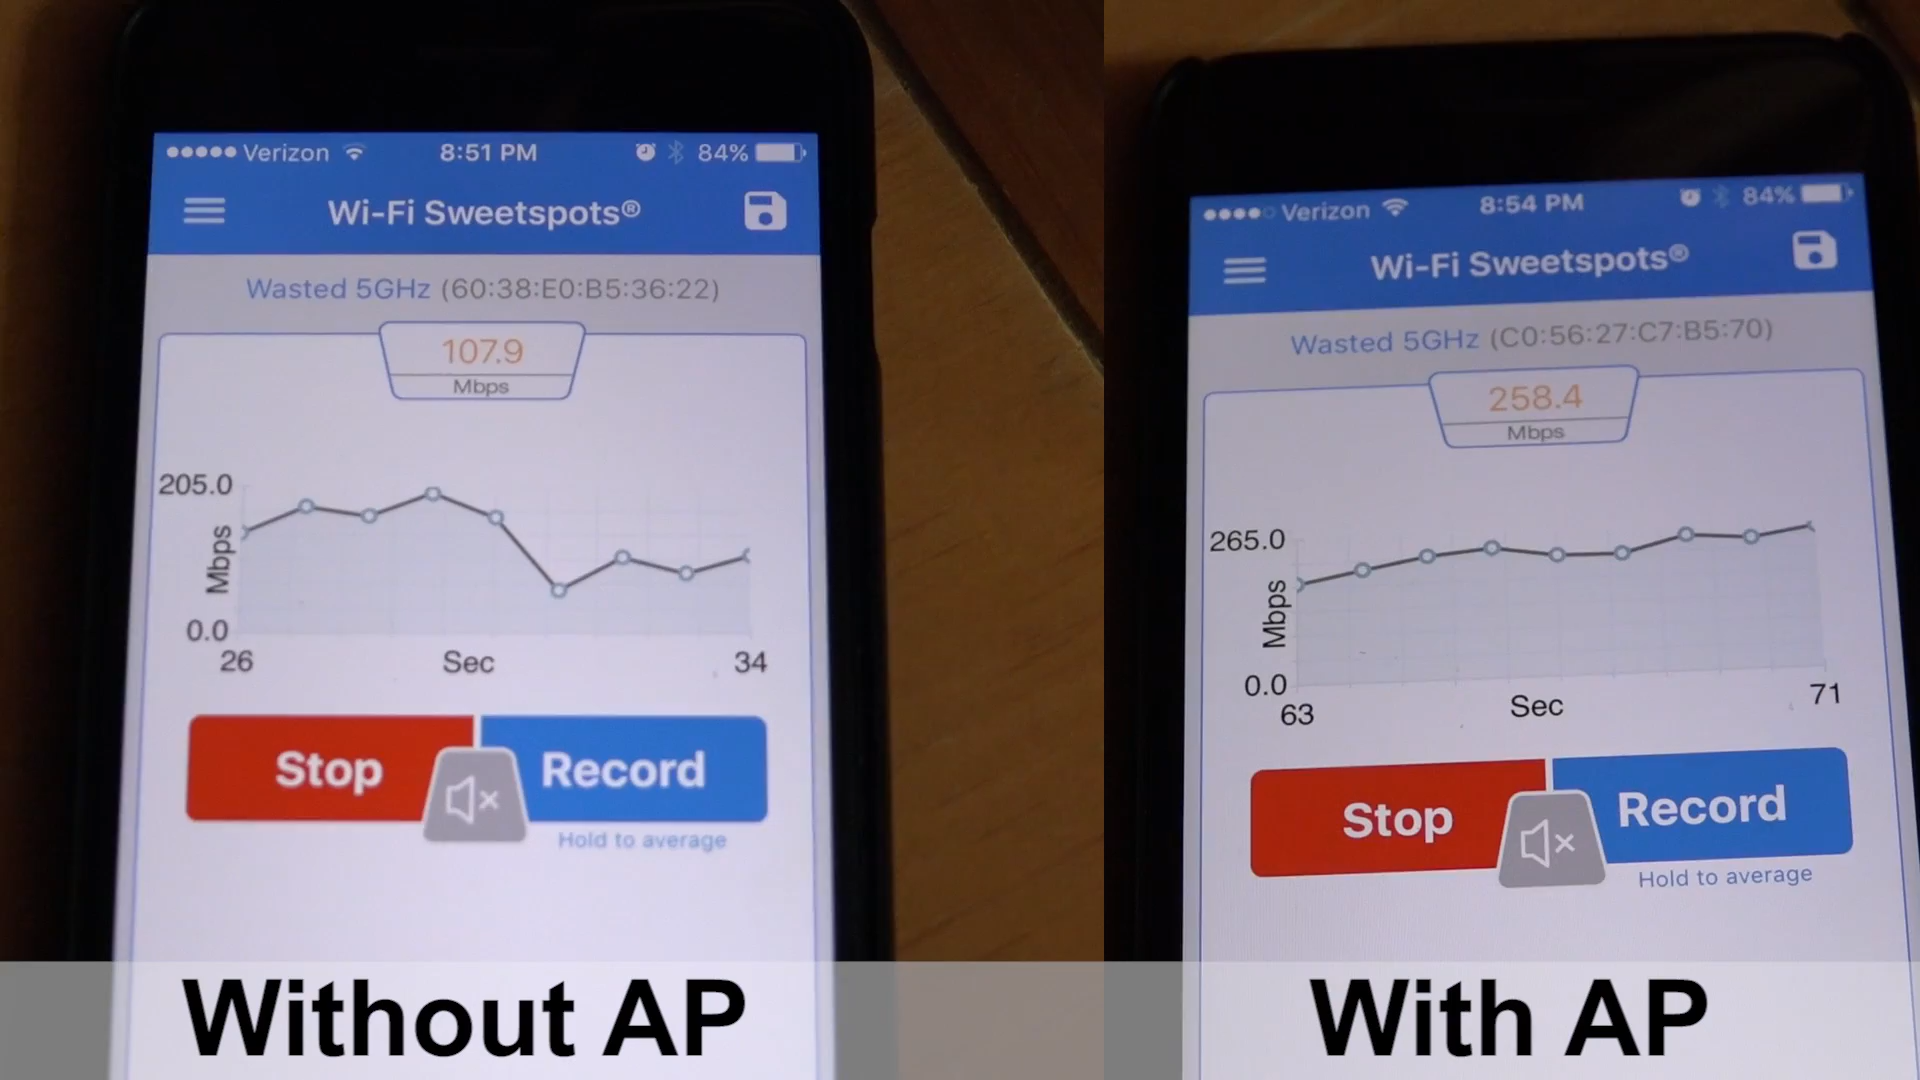 Verizon 8:51 PM 84%
Wi-Fi Sweetspots®
Wasted 5GHz (60:38:E0:B5:36:22)
107.9
Mbps
205.0
Mbps
0.0
26 Sec 34
Stop Record
Hold to average
Without AP
Verizon 8:54 PM 84%
Wi-Fi Sweetspots®
Wasted 5GHz (C0:56:27:C7:B5:70)
258.4
Mbps
265.0
Mbps
0.0
63 Sec 71
Stop Record
Hold to average
With AP